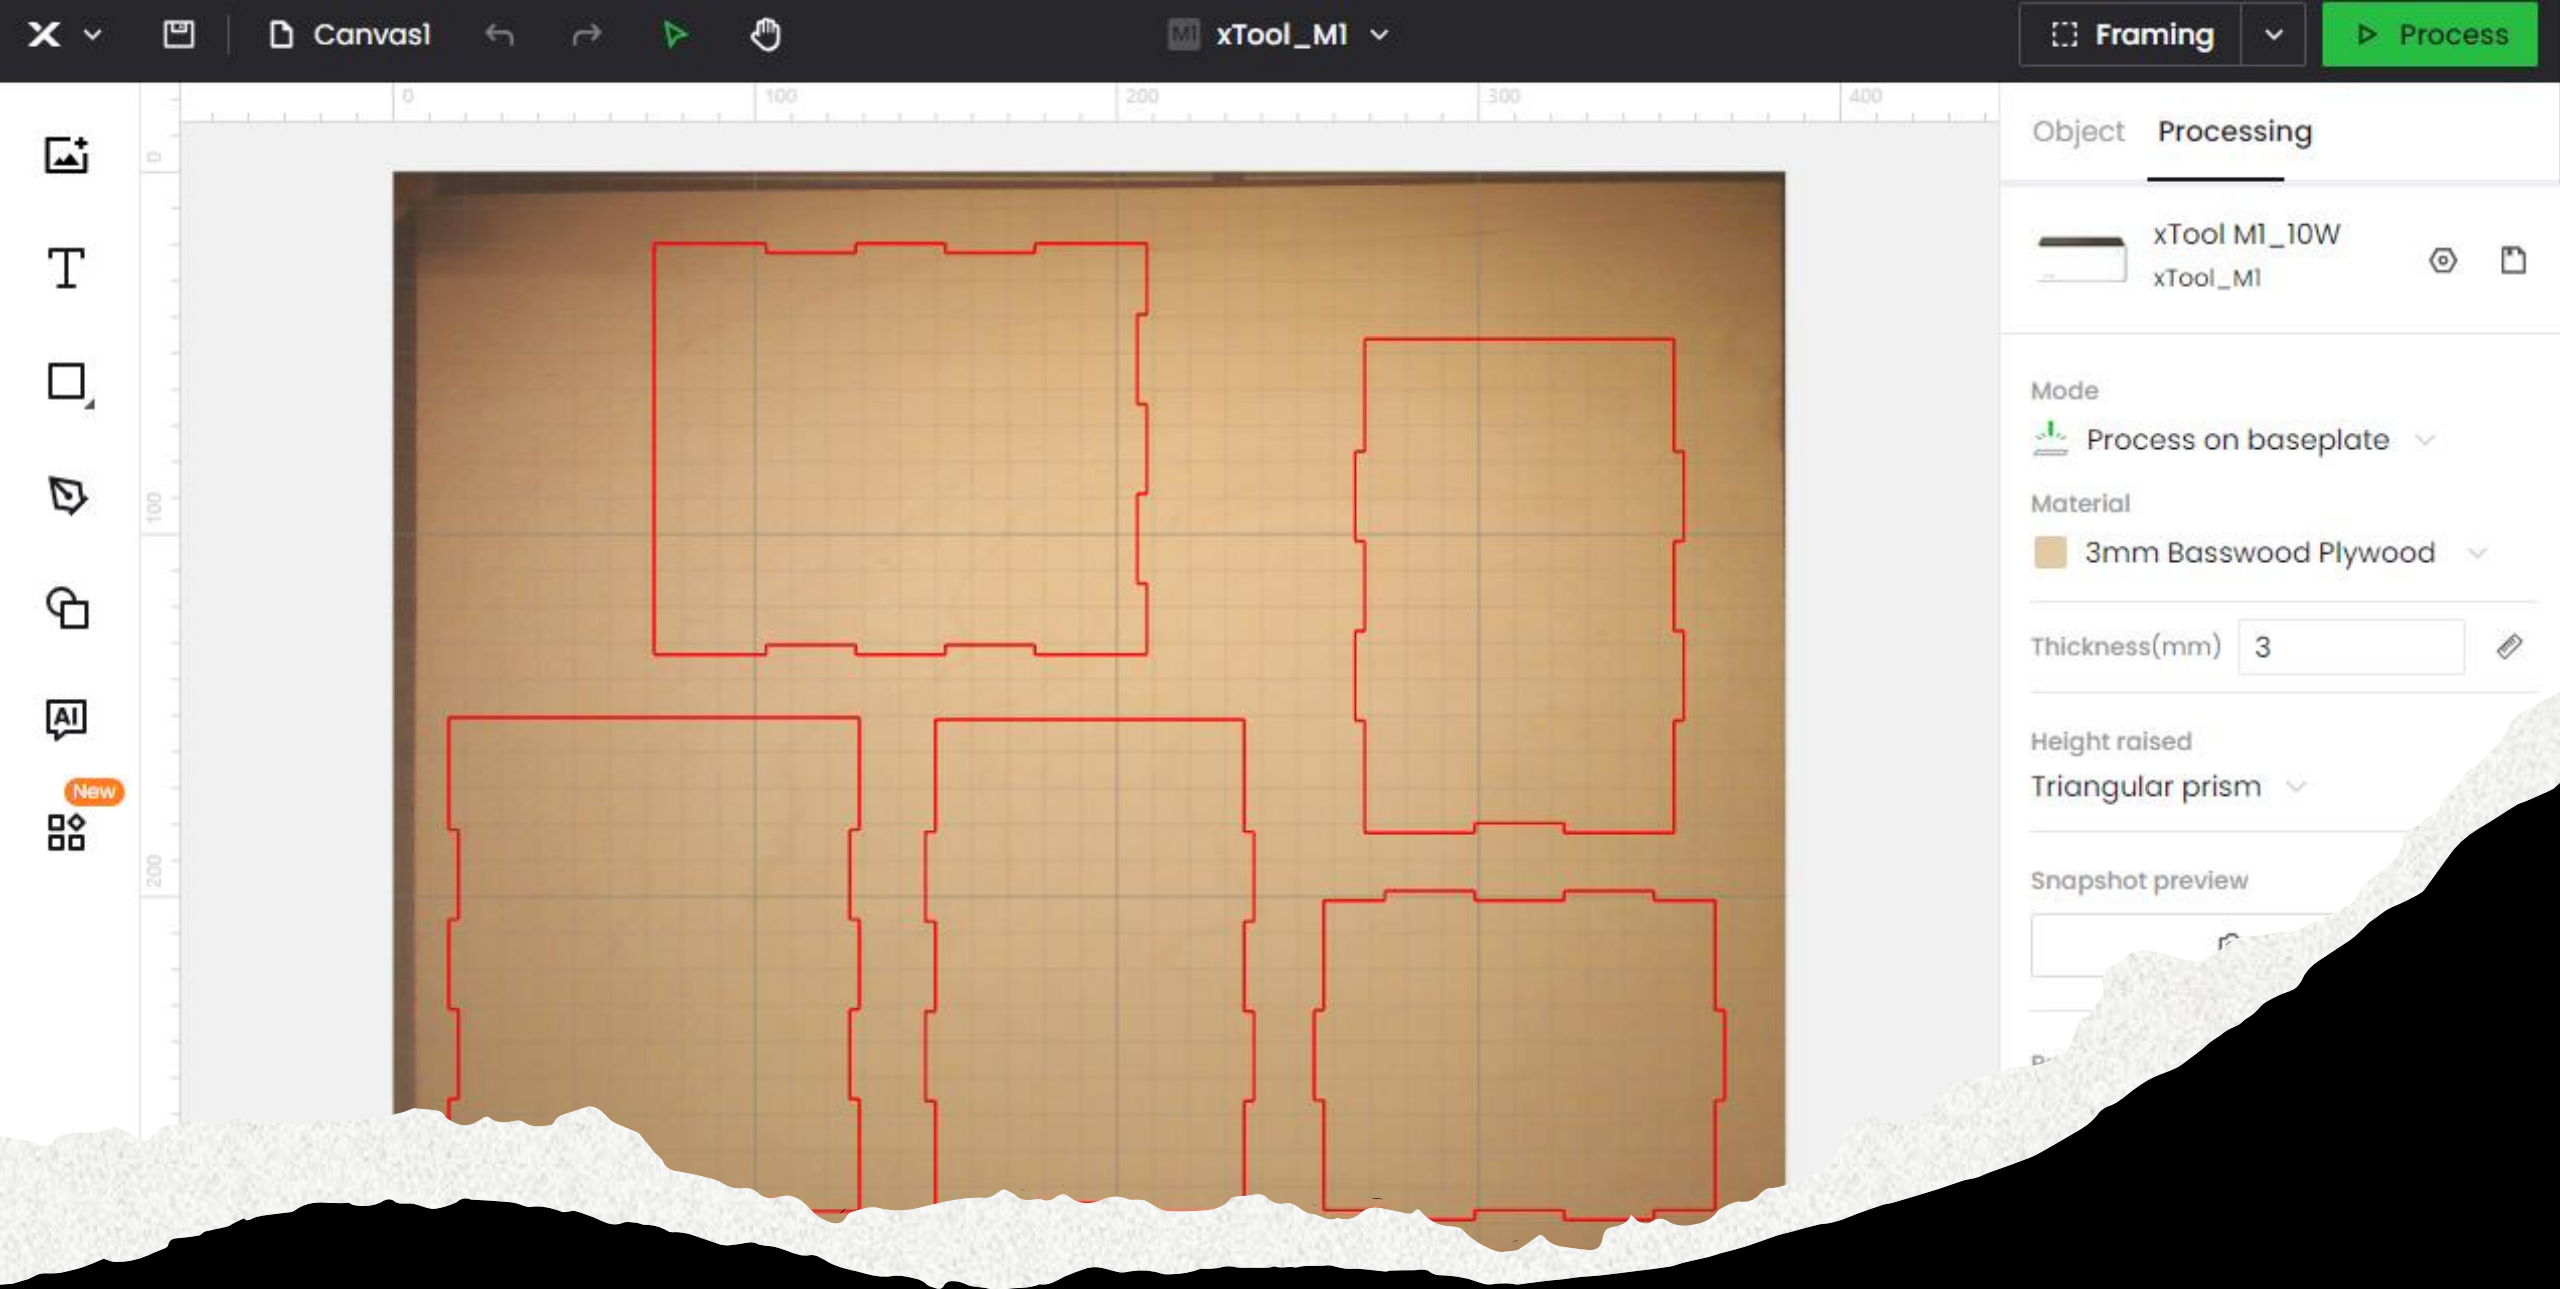 Canvas1
M1 xTool_M1
Framing
Process
0 100 200 300 400
0
100
200
T
AI
New
Object Processing
xTool M1_10W
xTool_M1
Mode
Process on baseplate
Material
3mm Basswood Plywood
Thickness(mm) 3
Height raised
Triangular prism
Snapshot preview